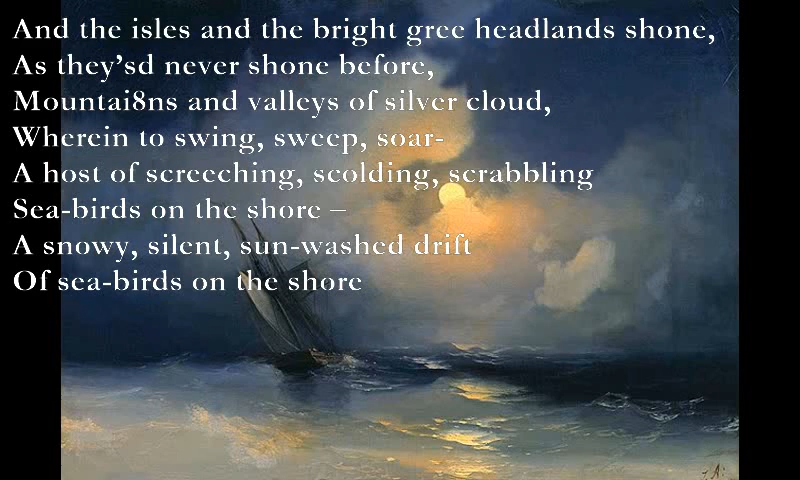 And the isles and the bright gree headlands shone,
As they’sd never shone before,
Mountai8ns and valleys of silver cloud,
Wherein to swing, sweep, soar-
A host of screeching, scolding, scrabbling
Sea-birds on the shore –
A snowy, silent, sun-washed drift
Of sea-birds on the shore